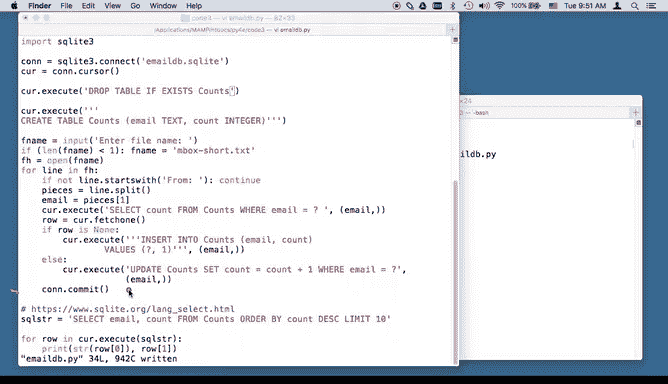 Finder File Edit View Go Window Help
100% Tue 9:51 AM
code3 — vi emaildb.py — 82×33
/Applications/MAMP/htdocs/py4e/code3 — vi emaildb.py
import sqlite3
conn = sqlite3.connect('emaildb.sqlite')
cur = conn.cursor()
cur.execute('DROP TABLE IF EXISTS Counts')
cur.execute('''
CREATE TABLE Counts (email TEXT, count INTEGER)''')
fname = input('Enter file name: ')
if (len(fname) < 1): fname = 'mbox-short.txt'
fh = open(fname)
for line in fh:
if not line.startswith('From: '): continue
pieces = line.split()
email = pieces[1]
cur.execute('SELECT count FROM Counts WHERE email = ? ', (email,))
row = cur.fetchone()
if row is None:
cur.execute('''INSERT INTO Counts (email, count)
VALUES (?, 1)''', (email,))
else:
cur.execute('UPDATE Counts SET count = count + 1 WHERE email = ?',
(email,))
conn.commit()
# https://www.sqlite.org/lang_select.html
sqlstr = 'SELECT email, count FROM Counts ORDER BY count DESC LIMIT 10'
for row in cur.execute(sqlstr):
print(str(row[0]), row[1])
"emaildb.py" 34L, 942C written
×24
-bash
ildb.py